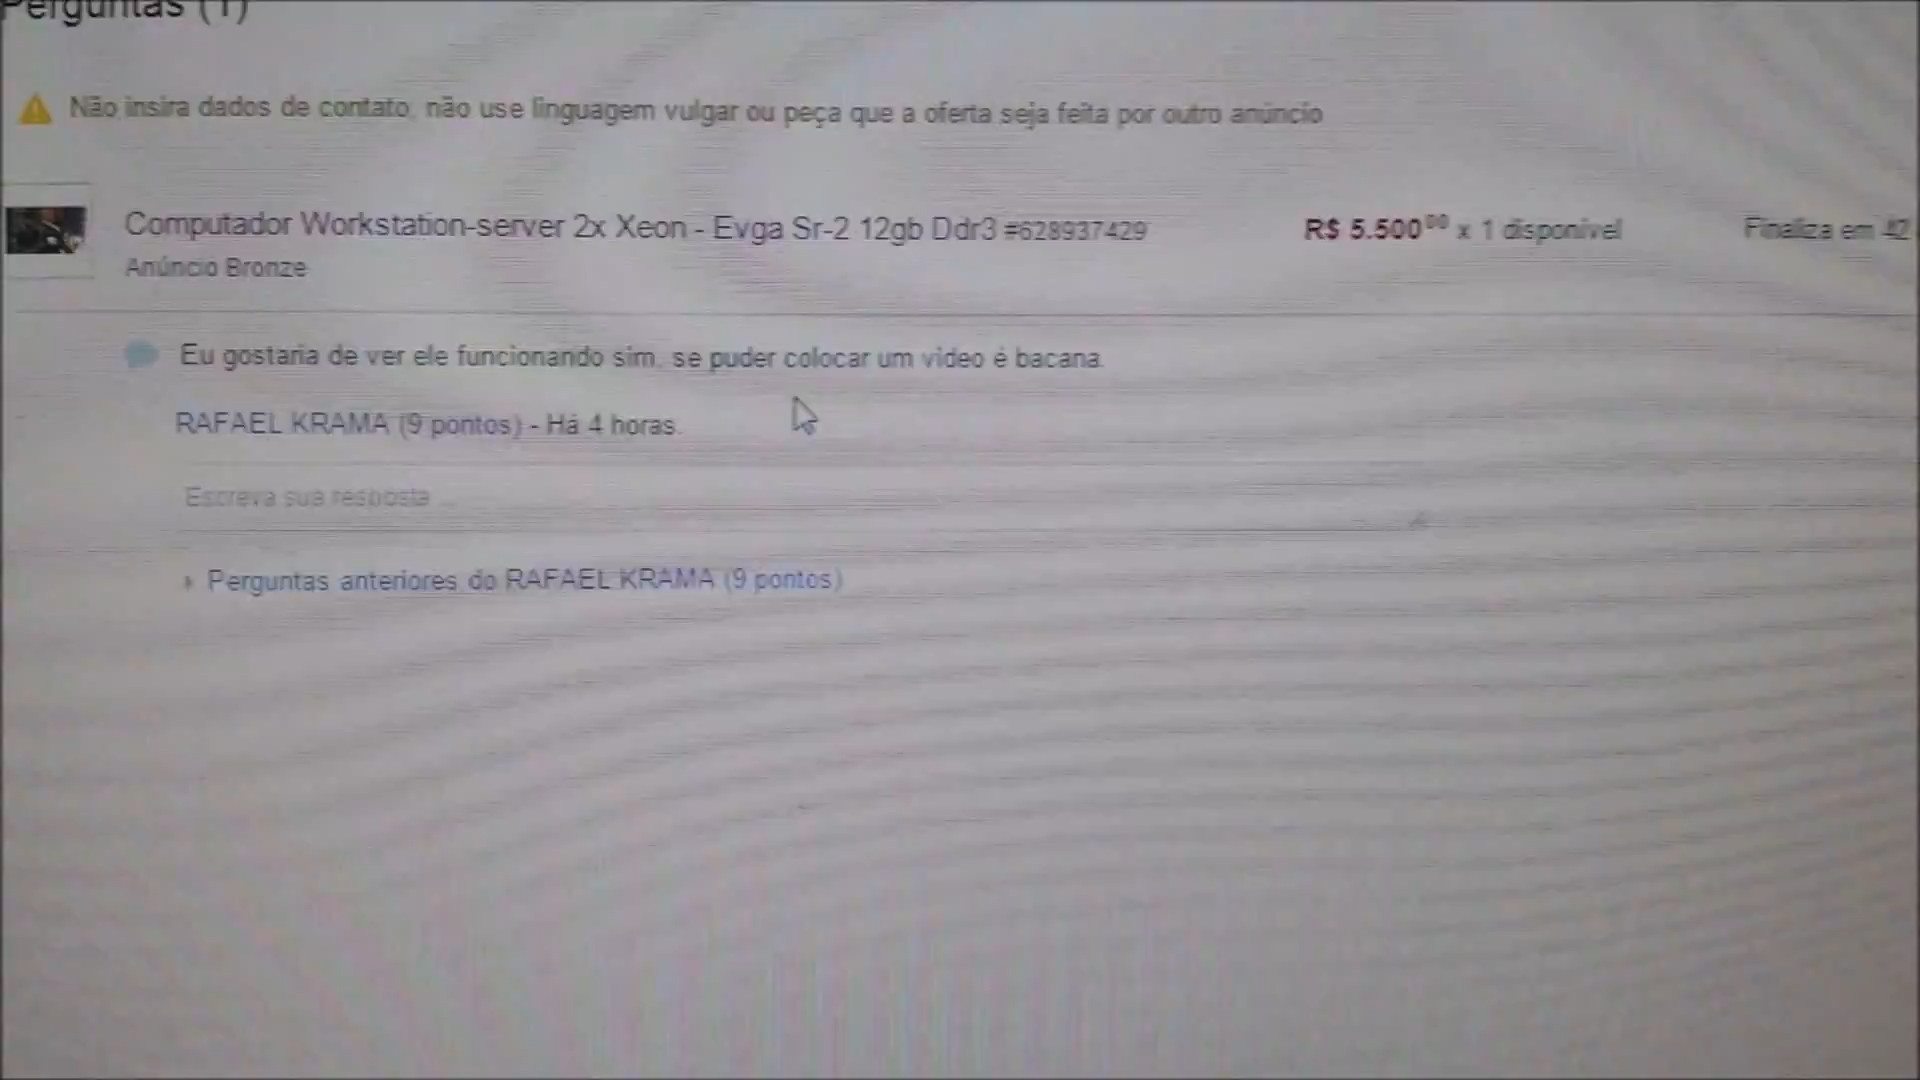 Perguntas (1)
Não insira dados de contato, não use linguagem vulgar ou peça que a oferta seja feita por outro anúncio
Computador Workstation-server 2x Xeon - Evga Sr-2 12gb Ddr3 #628937429
R$ 5.500⁰⁰ x 1 disponível
Finaliza em 42
Anúncio Bronze
Eu gostaria de ver ele funcionando sim, se puder colocar um video é bacana.
RAFAEL KRAMA (9 pontos) - Há 4 horas.
Escreva sua resposta ...
Perguntas anteriores do RAFAEL KRAMA (9 pontos)